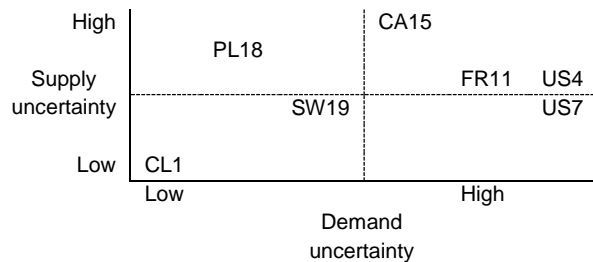 High CA15
PL18
Supply
uncertainty
FR11 US4
SW19 US7
Low CL1
Low High
Demand
uncertainty